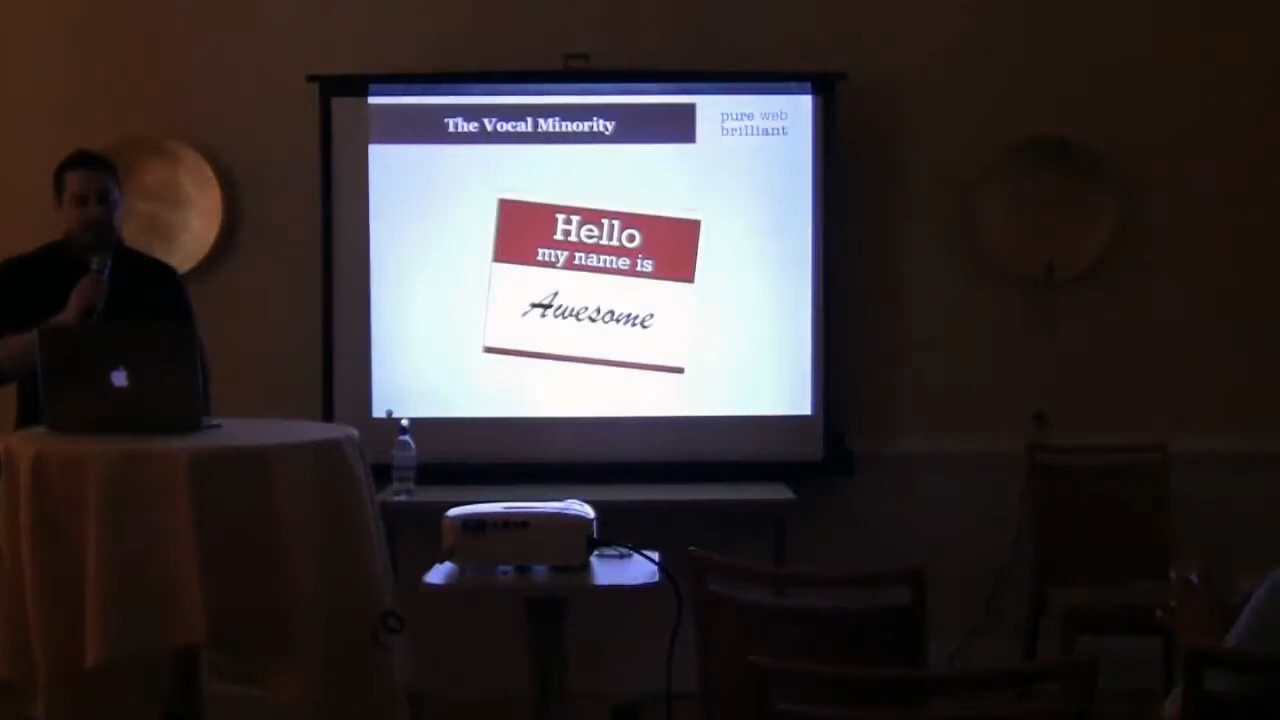 The Vocal Minority
pure web
brilliant
Hello
my name is
Awesome